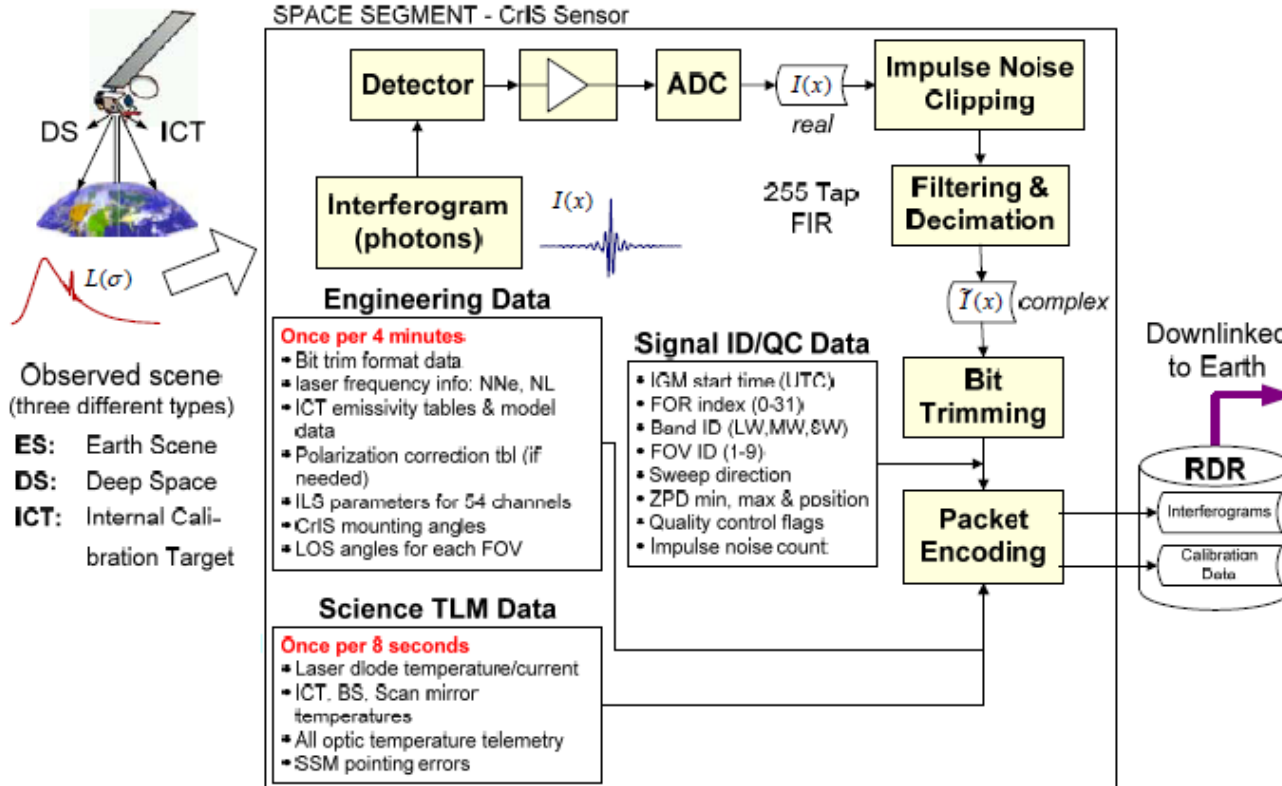 SPACE SEGMENT - CrIS Sensor
DS
ICT
L(σ)
Observed scene
(three different types)
ES: Earth Scene
DS: Deep Space
ICT: Internal Cali-
bration Target
Detector
ADC
I(x)
real
Impulse Noise
Clipping
Interferogram
(photons)
I(x)
255 Tap
FIR
Filtering &
Decimation
Ĩ(x)
complex
Engineering Data
Once per 4 minutes
• Bit trim format data
• laser frequency info: NNe, NL
• ICT emissivity tables & model
data
• Polarization correction tbl (if
needed)
• ILS parameters for 54 channels
• CrIS mounting angles
• LOS angles for each FOV
Signal ID/QC Data
• IGM start time (UTC)
• FOR index (0-31)
• Band ID (LW,MW,SW)
• FOV ID (1-9)
• Sweep direction
• ZPD min, max & position
• Quality control flags
• Impulse noise count
Bit
Trimming
Packet
Encoding
Science TLM Data
Once per 8 seconds
• Laser diode temperature/current
• ICT, BS, Scan mirror
temperatures
• All optic temperature telemetry
• SSM pointing errors
Downlinked
to Earth
RDR
Interferograms
Calibration
Data